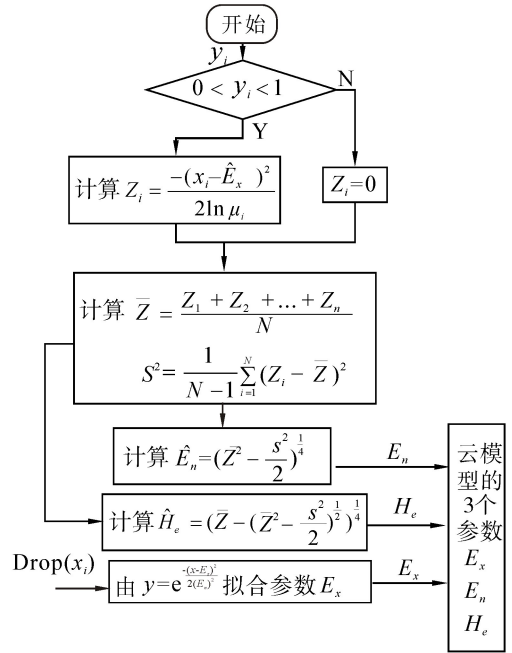 开始
y_i
0 < y_i < 1
N
Y
计算 Z_i = -(x_i-Ê_x )² / 2ln μ_i
Z_i=0
计算 Z̅ = Z_1 + Z_2 +...+ Z_n / N
S² = 1/(N-1) ∑_{i=1}^{N} (Z_i - Z̅ )²
计算 Ê_n=(Z̅² - s²/2)^{1/4}
E_n
计算 Ĥ_e = (Z̅ - (Z̅² - s²/2)^{1/2})^{1/4}
H_e
Drop(x_i)
由 y=e^{-(x-E_x)²/2(E_n)²} 拟合参数 E_x
E_x
云模
型的
3个
参数
E_x
E_n
H_e